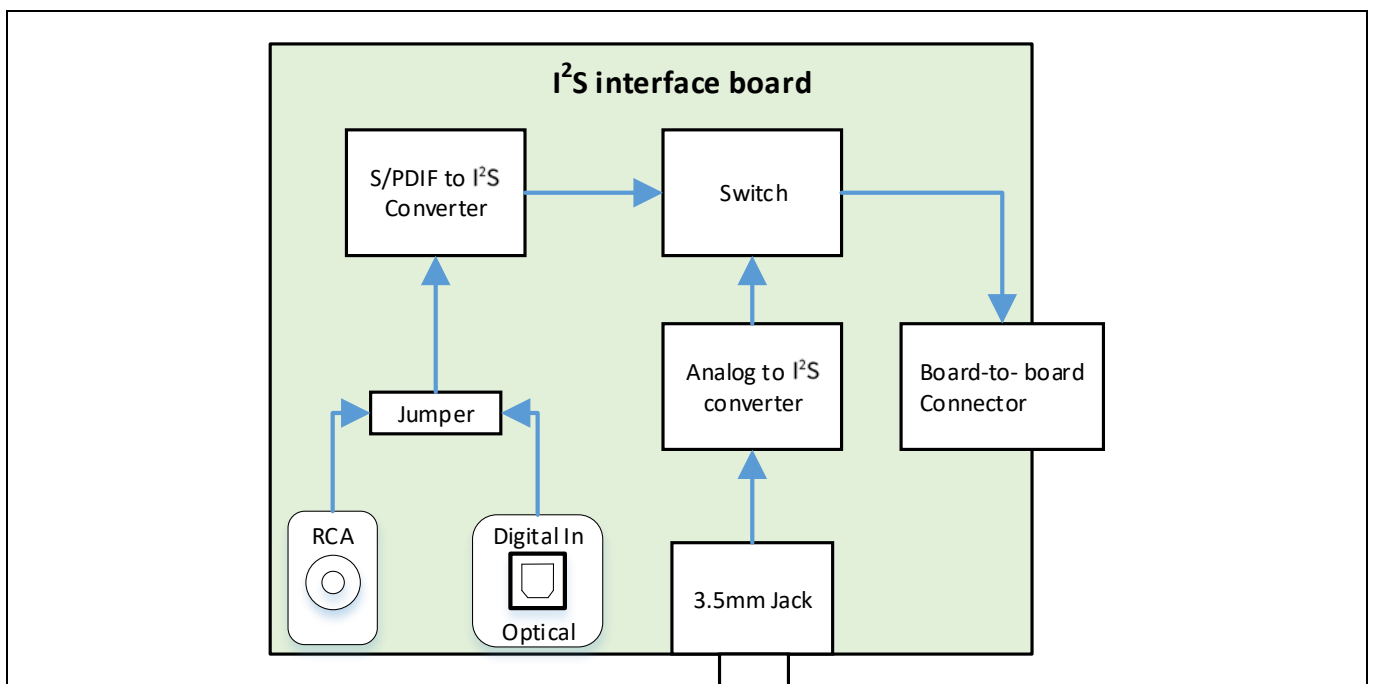 I²S interface board
S/PDIF to I²S
Converter
Switch
Analog to I²S
converter
Board-to- board
Connector
Jumper
RCA
Digital In
Optical
3.5mm Jack